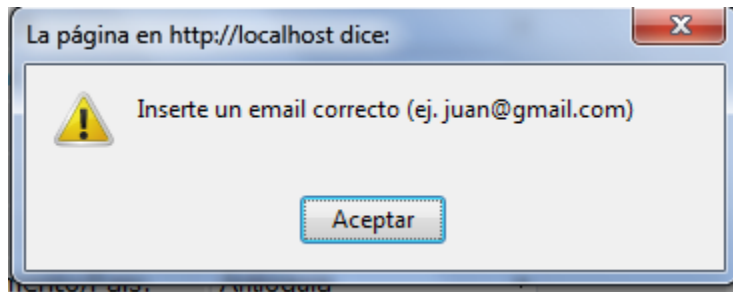 La página en http://localhost dice:
Inserte un email correcto (ej. juan@gmail.com)
Aceptar